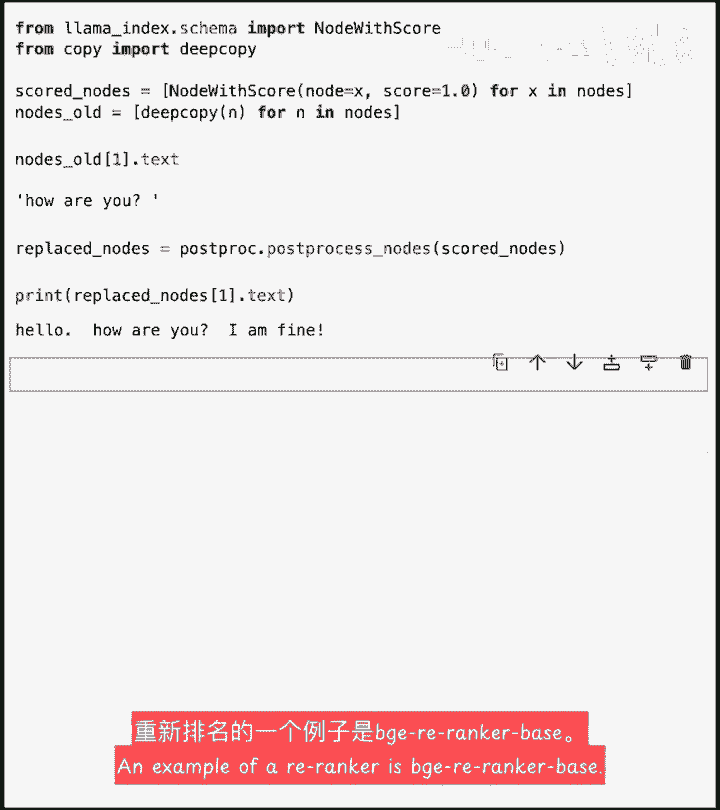 from llama_index.schema import NodeWithScore
from copy import deepcopy
scored_nodes = [NodeWithScore(node=x, score=1.0) for x in nodes]
nodes_old = [deepcopy(n) for n in nodes]
nodes_old[1].text
'how are you? '
replaced_nodes = postproc.postprocess_nodes(scored_nodes)
print(replaced_nodes[1].text)
hello.  how are you?  I am fine!
重新排名的一个例子是bge-re-ranker-base。
An example of a re-ranker is bge-re-ranker-base.